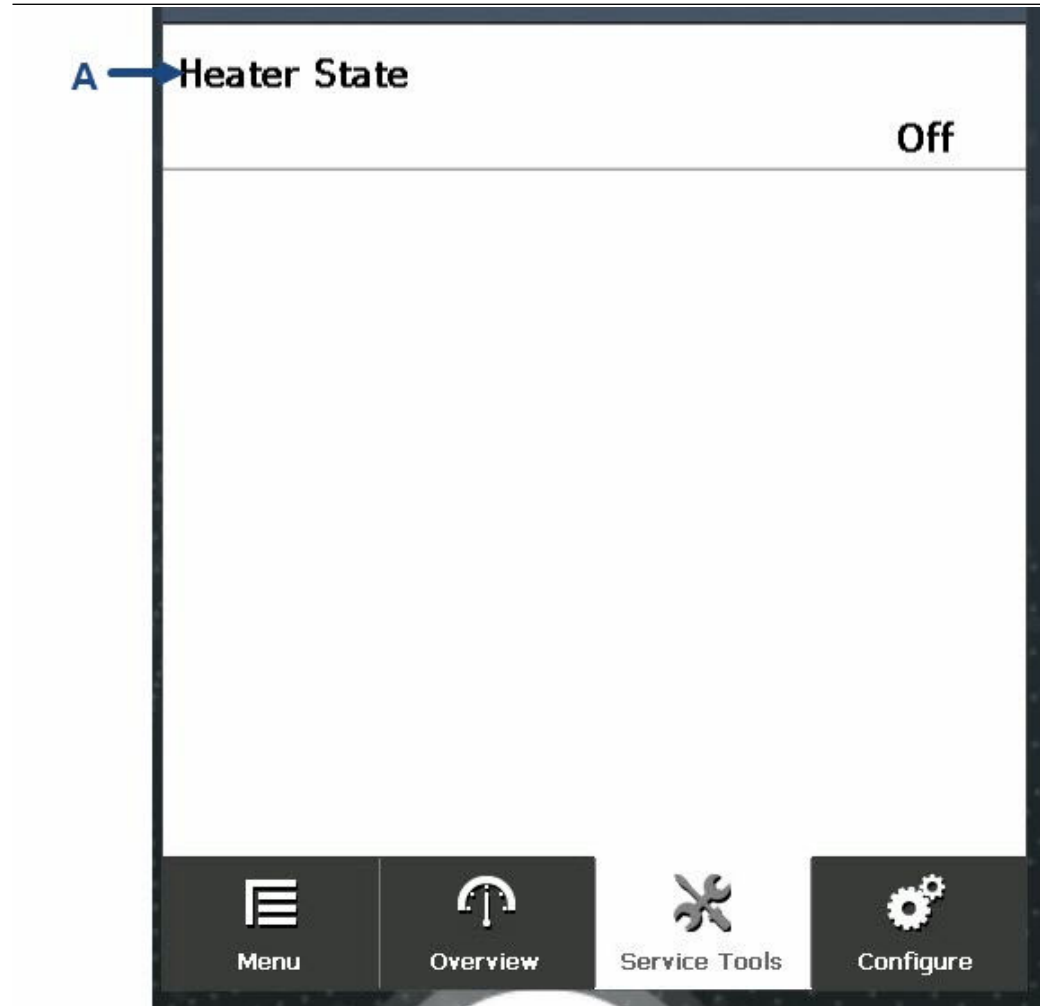 A
Heater State
Off
Menu
Overview
Service Tools
Configure